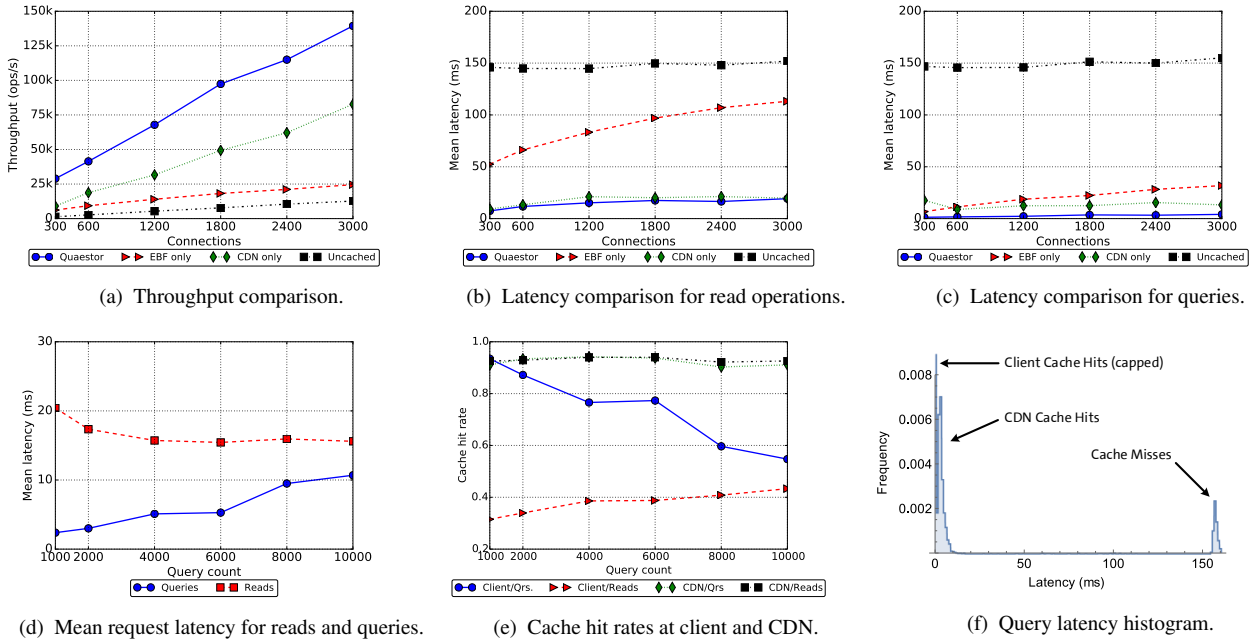 150k
125k
100k
75k
50k
25k
0
Throughput (ops/s)
300 600 1200 1800 2400 3000
Connections
Quaestor EBF only CDN only Uncached
(a) Throughput comparison.
200
150
100
50
0
Mean latency (ms)
300 600 1200 1800 2400 3000
Connections
Quaestor EBF only CDN only Uncached
(b) Latency comparison for read operations.
200
150
100
50
0
Mean latency (ms)
300 600 1200 1800 2400 3000
Connections
Quaestor EBF only CDN only Uncached
(c) Latency comparison for queries.
30
20
10
0
Mean latency (ms)
1000 2000 4000 6000 8000 10000
Query count
Queries Reads
(d) Mean request latency for reads and queries.
1.0
0.8
0.6
0.4
0.2
Cache hit rate
1000 2000 4000 6000 8000 10000
Query count
Client/Qrs. Client/Reads CDN/Qrs CDN/Reads
(e) Cache hit rates at client and CDN.
Client Cache Hits (capped)
CDN Cache Hits
Cache Misses
0.008
0.006
0.004
0.002
Frequency
0 50 100 150
Latency (ms)
(f) Query latency histogram.